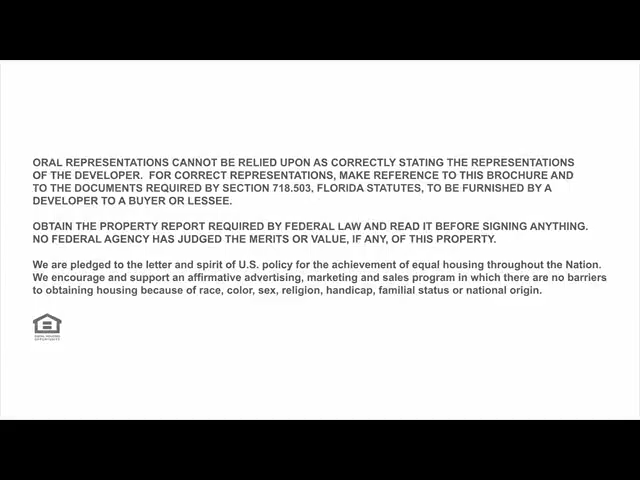 ORAL REPRESENTATIONS CANNOT BE RELIED UPON AS CORRECTLY STATING THE REPRESENTATIONS
OF THE DEVELOPER.  FOR CORRECT REPRESENTATIONS, MAKE REFERENCE TO THIS BROCHURE AND
TO THE DOCUMENTS REQUIRED BY SECTION 718.503, FLORIDA STATUTES, TO BE FURNISHED BY A
DEVELOPER TO A BUYER OR LESSEE.
OBTAIN THE PROPERTY REPORT REQUIRED BY FEDERAL LAW AND READ IT BEFORE SIGNING ANYTHING.
NO FEDERAL AGENCY HAS JUDGED THE MERITS OR VALUE, IF ANY, OF THIS PROPERTY.
We are pledged to the letter and spirit of U.S. policy for the achievement of equal housing throughout the Nation.
We encourage and support an affirmative advertising, marketing and sales program in which there are no barriers
to obtaining housing because of race, color, sex, religion, handicap, familial status or national origin.
EQUAL HOUSING
OPPORTUNITY